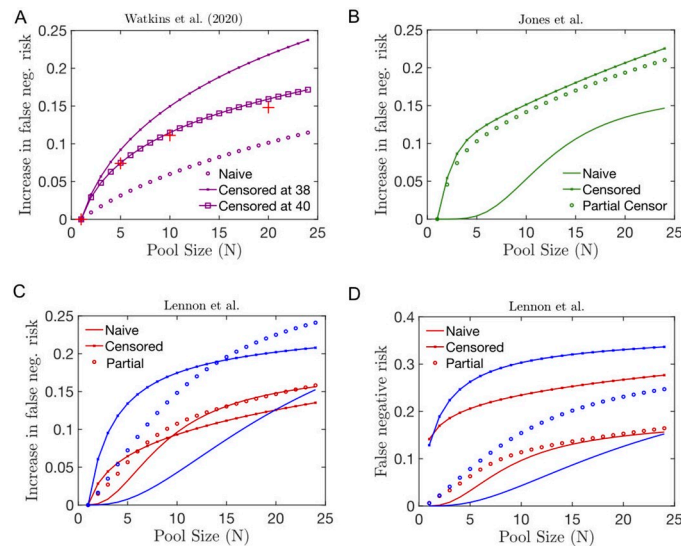 A
Watkins et al. (2020)
Increase in false neg. risk
0.25
0.2
0.15
0.1
0.05
0
0 5 10 15 20 25
Pool Size (N)
Naive
Censored at 38
Censored at 40
B
Jones et al.
Increase in false neg. risk
0.25
0.2
0.15
0.1
0.05
0
0 5 10 15 20 25
Pool Size (N)
Naive
Censored
Partial Censor
C
Lennon et al.
Increase in false neg. risk
0.25
0.2
0.15
0.1
0.05
0
0 5 10 15 20 25
Pool Size (N)
Naive
Censored
Partial
D
Lennon et al.
False negative risk
0.4
0.3
0.2
0.1
0
0 5 10 15 20 25
Pool Size (N)
Naive
Censored
Partial